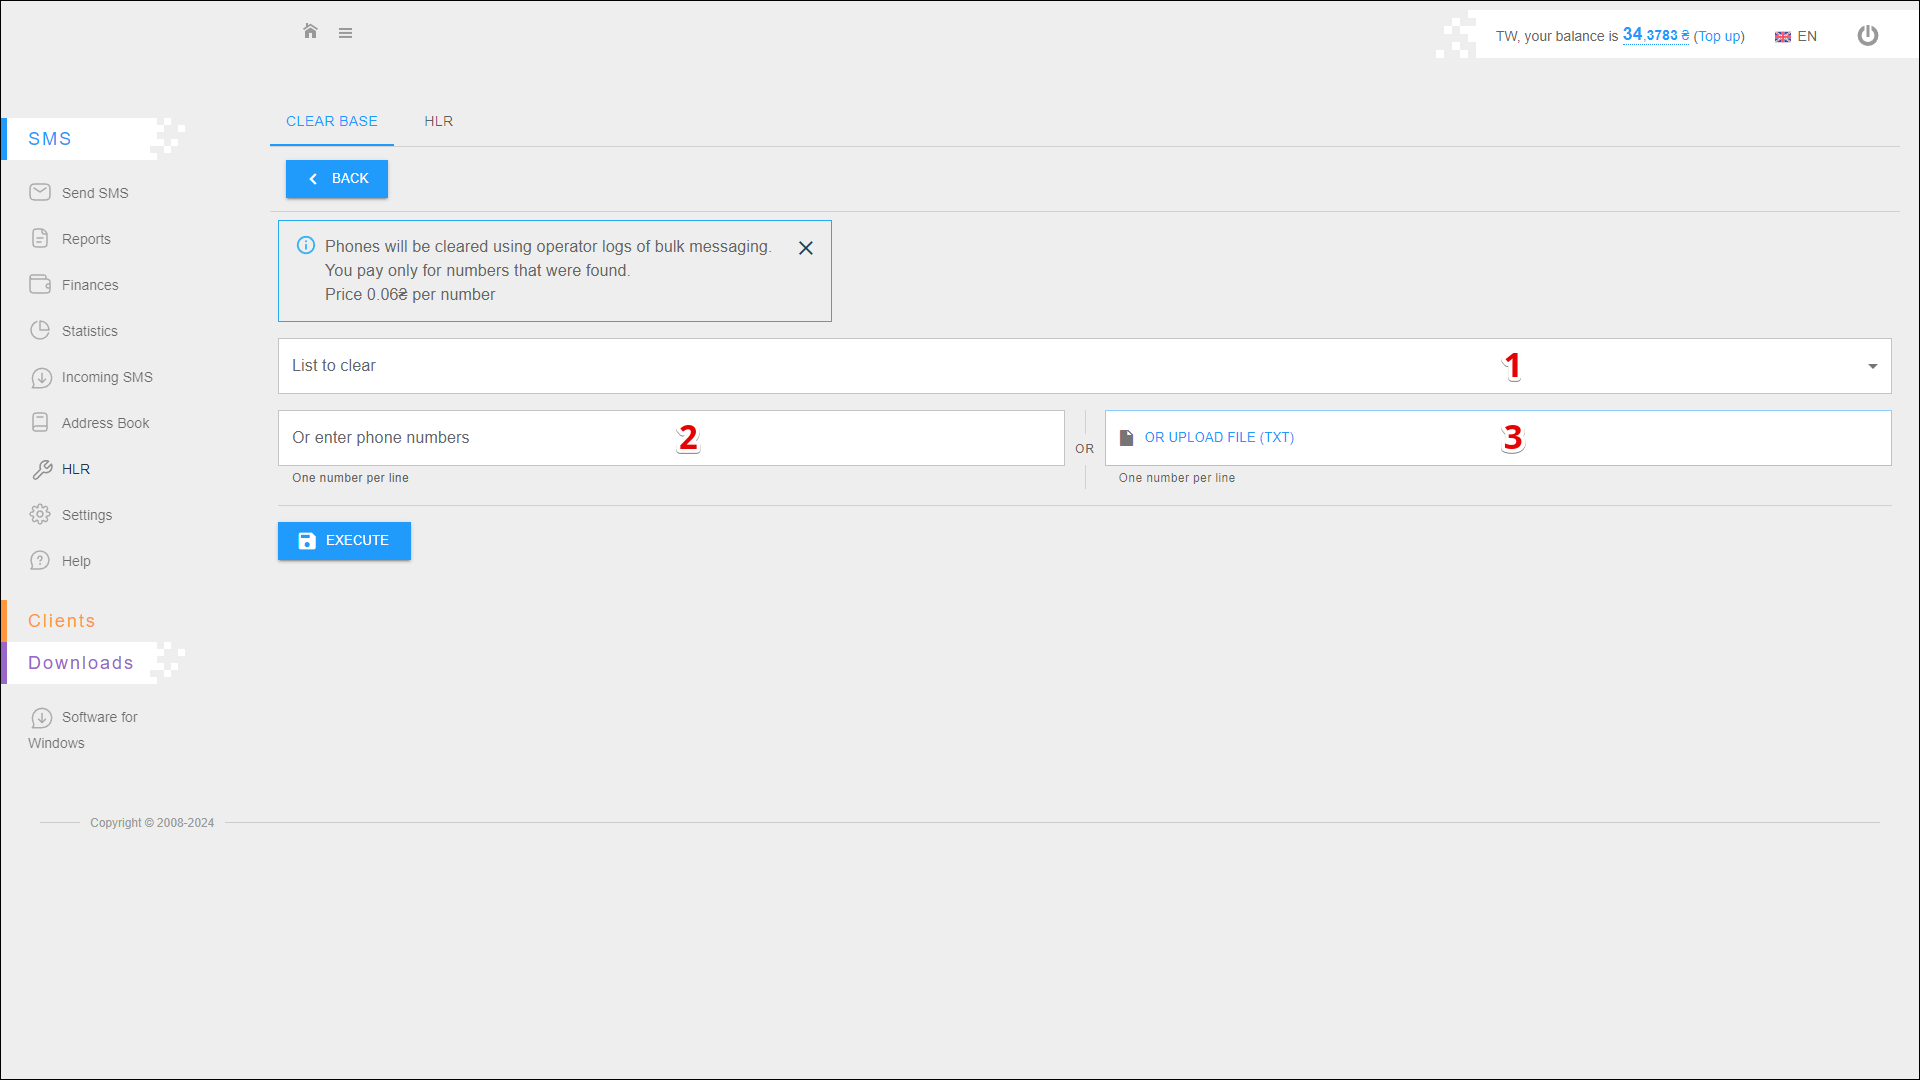 TW, your balance is 34,3783 ₴ (Top up) EN
CLEAR BASE HLR
SMS
BACK
Send SMS
Reports
Finances
Statistics
Incoming SMS
Address Book
HLR
Settings
Help
Phones will be cleared using operator logs of bulk messaging.
You pay only for numbers that were found.
Price 0.06₴ per number
List to clear 1
Or enter phone numbers 2
OR
OR UPLOAD FILE (TXT) 3
One number per line
One number per line
EXECUTE
Clients
Downloads
Software for
Windows
Copyright © 2008-2024